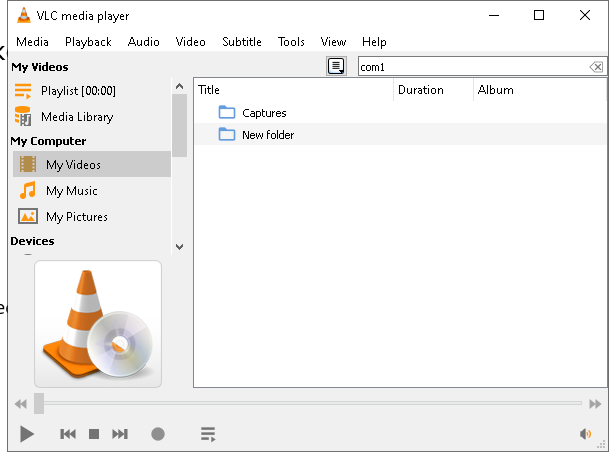 VLC media player
Media Playback Audio Video Subtitle Tools View Help
My Videos
com1
Playlist [00:00]
Media Library
My Computer
My Videos
My Music
My Pictures
Devices
Title Duration Album
Captures
New folder